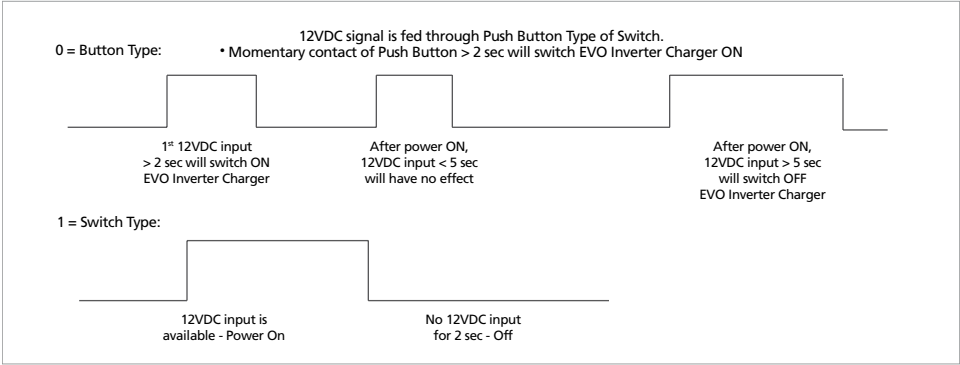 12VDC signal is fed through Push Button Type of Switch.
0 = Button Type:
• Momentary contact of Push Button > 2 sec will switch EVO Inverter Charger ON
1st 12VDC input
> 2 sec will switch ON
EVO Inverter Charger
After power ON,
12VDC input < 5 sec
will have no effect
After power ON,
12VDC input > 5 sec
will switch OFF
EVO Inverter Charger
1 = Switch Type:
12VDC input is
available - Power On
No 12VDC input
for 2 sec - Off